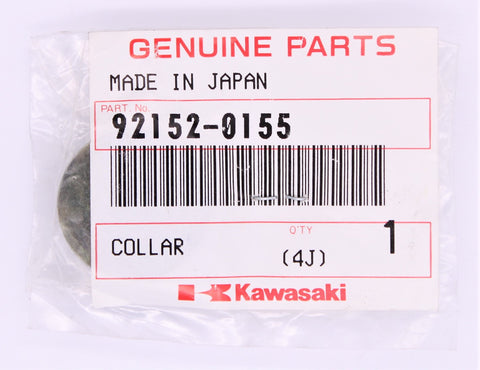 GENUINE PARTS
MADE IN JAPAN
PART. No.
92152-0155
COLLAR
Q'TY
(4J)
1
Kawasaki